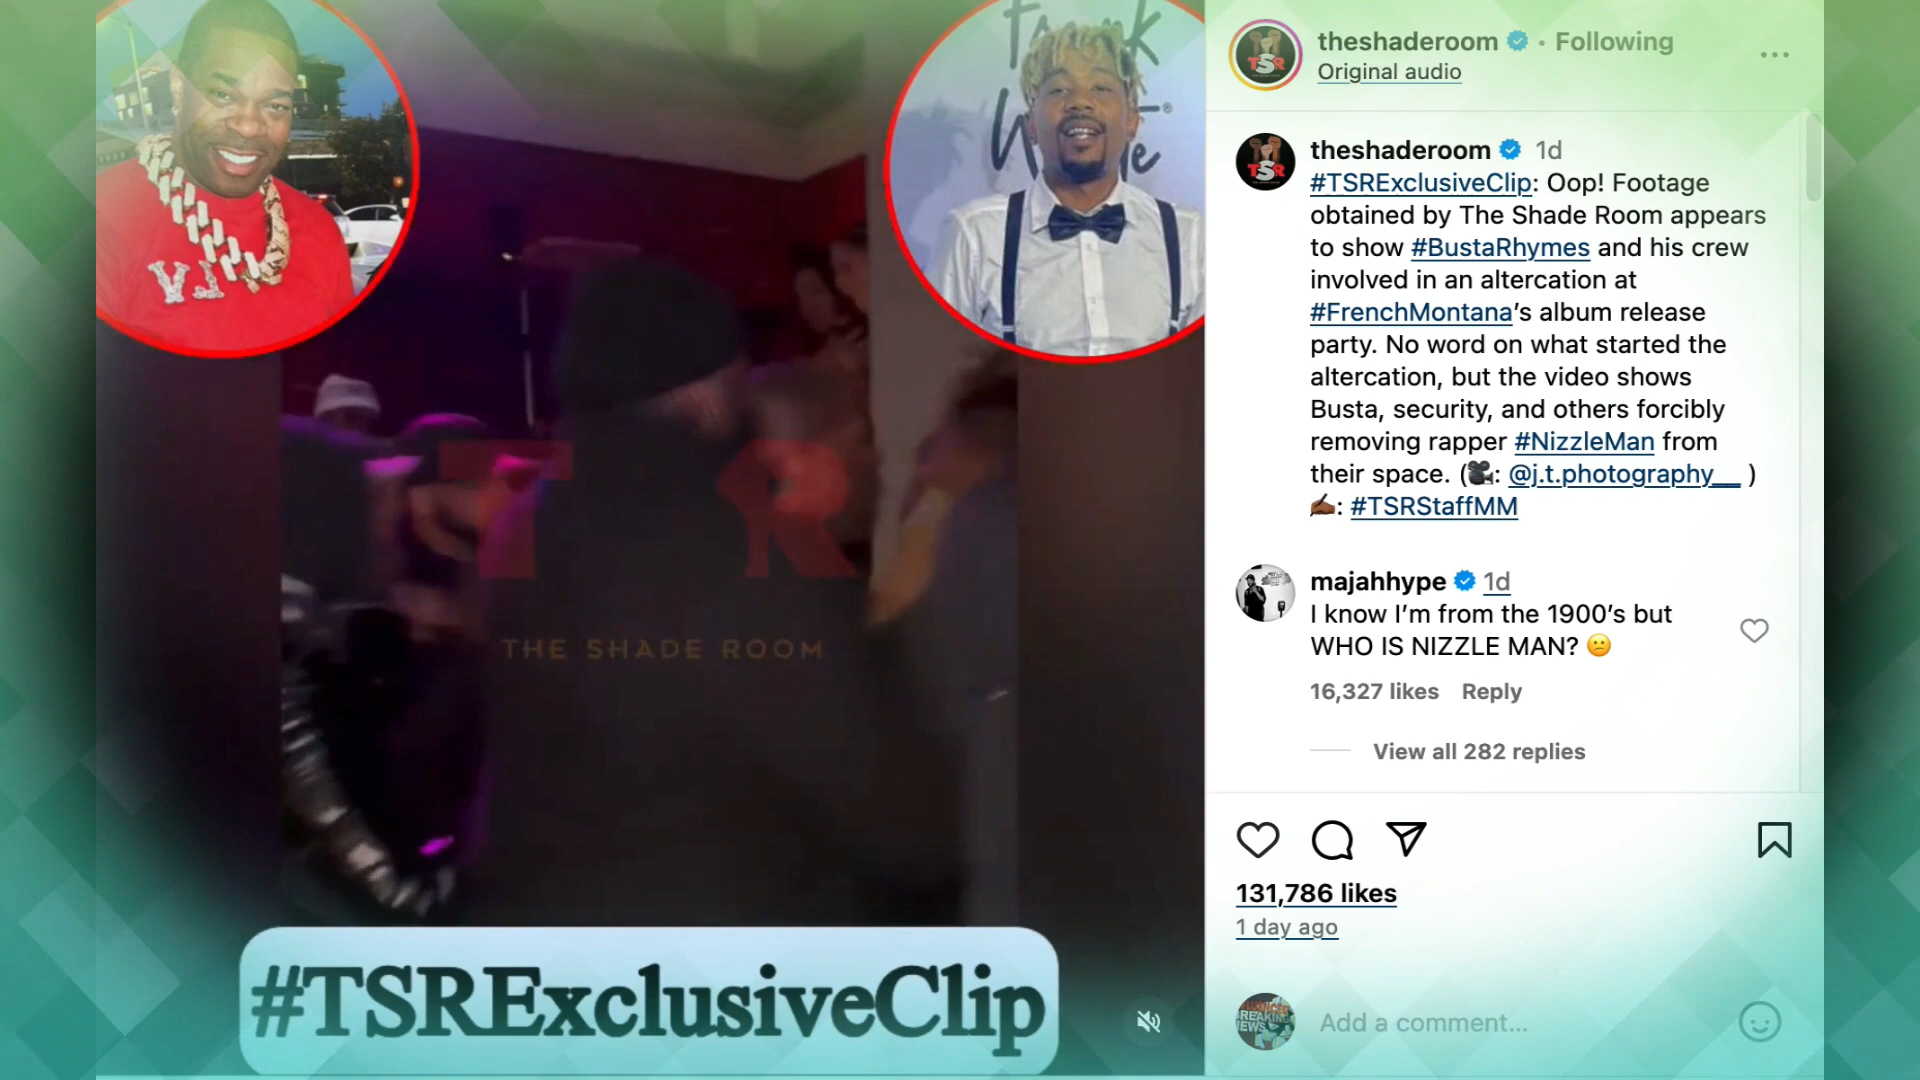 theshaderoom • Following
Original audio
theshaderoom 1d
#TSRExclusiveClip: Oop! Footage
obtained by The Shade Room appears
to show #BustaRhymes and his crew
involved in an altercation at
#FrenchMontana’s album release
party. No word on what started the
altercation, but the video shows
Busta, security, and others forcibly
removing rapper #NizzleMan from
their space. (🎥: @j.t.photography__ )
✍🏾: #TSRStaffMM
majahhype 1d
I know I’m from the 1900’s but
WHO IS NIZZLE MAN? 😕
16,327 likes Reply
View all 282 replies
131,786 likes
1 day ago
Add a comment...
T R
THE SHADE ROOM
#TSRExclusiveClip
TSR
TSR
BREAKING
NEWS